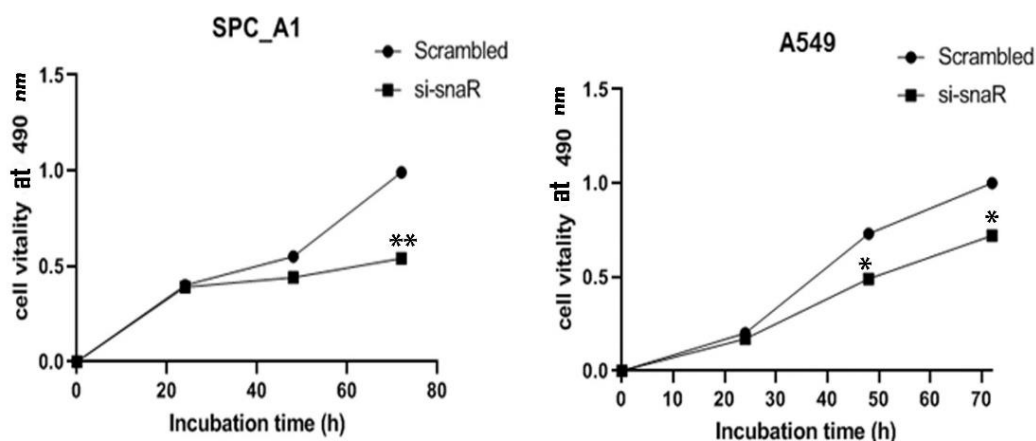 SPC_A1
Scrambled
si-snaR
cell vitality at 490 nm
1.5
1.0
0.5
0.0
**
0 20 40 60 80
Incubation time (h)
A549
Scrambled
si-snaR
cell vitality at 490 nm
1.5
1.0
0.5
0.0
*
*
0 10 20 30 40 50 60 70
Incubation time (h)